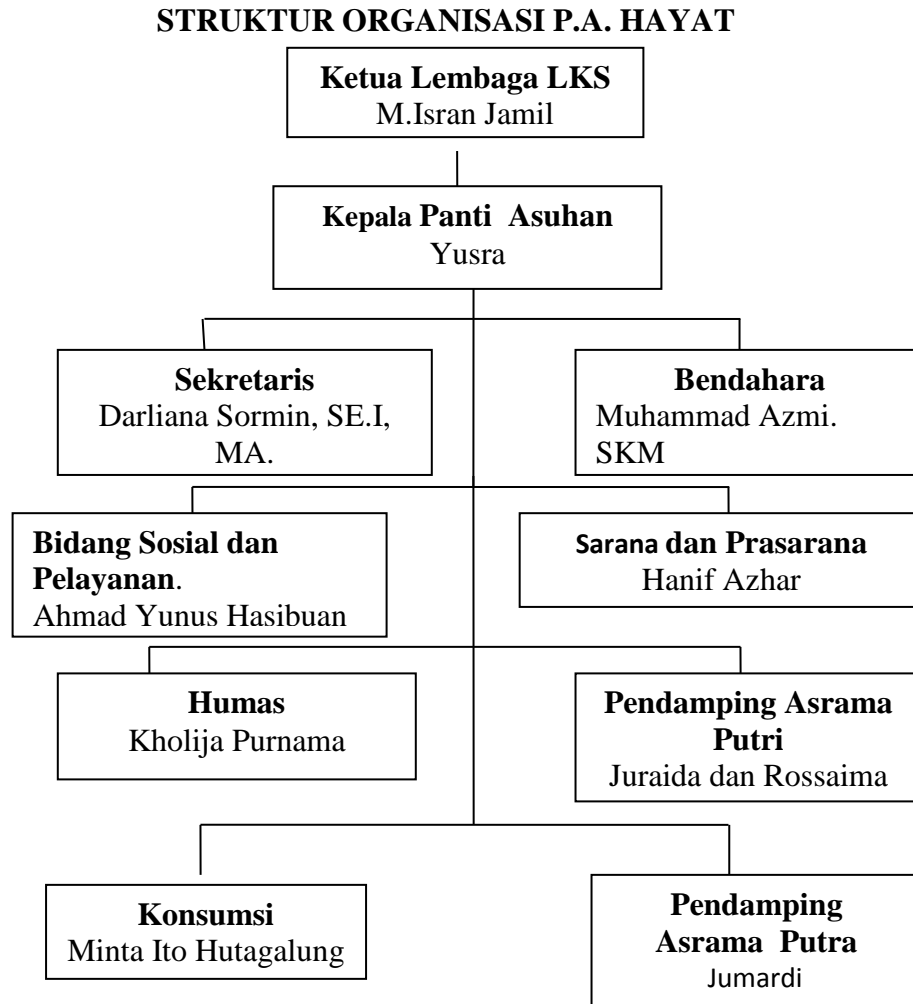 STRUKTUR ORGANISASI P.A. HAYAT
Ketua Lembaga LKS
M.Isran Jamil
Kepala Panti Asuhan
Yusra
Sekretaris
Darliana Sormin, SE.I,
MA.
Bendahara
Muhammad Azmi.
SKM
Bidang Sosial dan
Pelayanan.
Ahmad Yunus Hasibuan
Sarana dan Prasarana
Hanif Azhar
Humas
Kholija Purnama
Pendamping Asrama
Putri
Juraida dan Rossaima
Konsumsi
Minta Ito Hutagalung
Pendamping
Asrama Putra
Jumardi